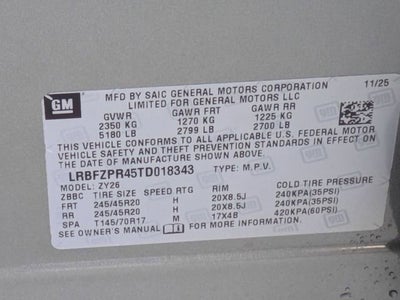 GM
MFD BY SAIC GENERAL MOTORS CORPORATION
LIMITED FOR GENERAL MOTORS LLC
11/25
GVWR GAWR FRT GAWR RR
2350 KG 1270 KG 1225 KG
5180 LB 2799 LB 2700 LB
THIS VEHICLE CONFORMS TO ALL APPLICABLE U.S. FEDERAL MOTOR
VEHICLE SAFETY AND THEFT PREVENTION STANDARDS IN EFFECT ON
THE DATE OF MANUFACTURE SHOWN ABOVE.
LRBFZPR45TD018343 TYPE: M.P.V.
MODEL: ZY26
ZBBC TIRE SIZE SPEED RTG RIM COLD TIRE PRESSURE
FRT 245/45R20 H 20X8.5J 240KPA(35PSI)
RR 245/45R20 H 20X8.5J 240KPA(35PSI)
SPA T145/70R17 M 17X4B 420KPA(60PSI)
SEE OWNER'S MANUAL FOR MORE INFORMATION.